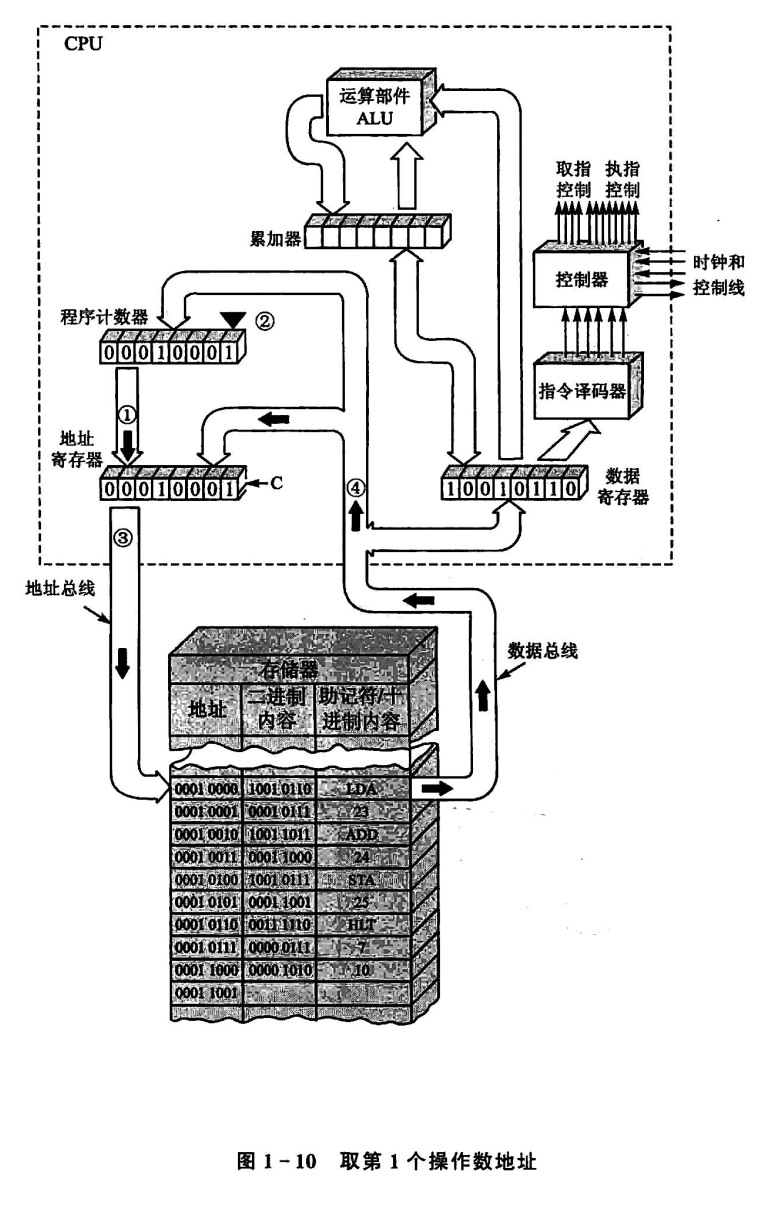 CPU
运算部件
ALU
取指 执指
控制 控制
累加器
控制器
时钟和
控制线
程序计数器
②
0 0 0 1 0 0 0 1
指令译码器
①
地址
寄存器
0 0 0 1 0 0 0 1
C
④
1 0 0 1 0 1 1 0
数据
寄存器
③
地址总线
数据总线
存储器
地址 二进制内容 助记符/十进制内容
0001 0000 1001 0110 LDA
0001 0001 0001 0111 23
0001 0010 1001 1011 ADD
0001 0011 0001 1000 24
0001 0100 1001 0111 STA
0001 0101 0001 1001 25
0001 0110 0011 1110 HLT
0001 0111 0000 0111 7
0001 1000 0000 1010 10
0001 1001
图 1-10 取第 1 个操作数地址